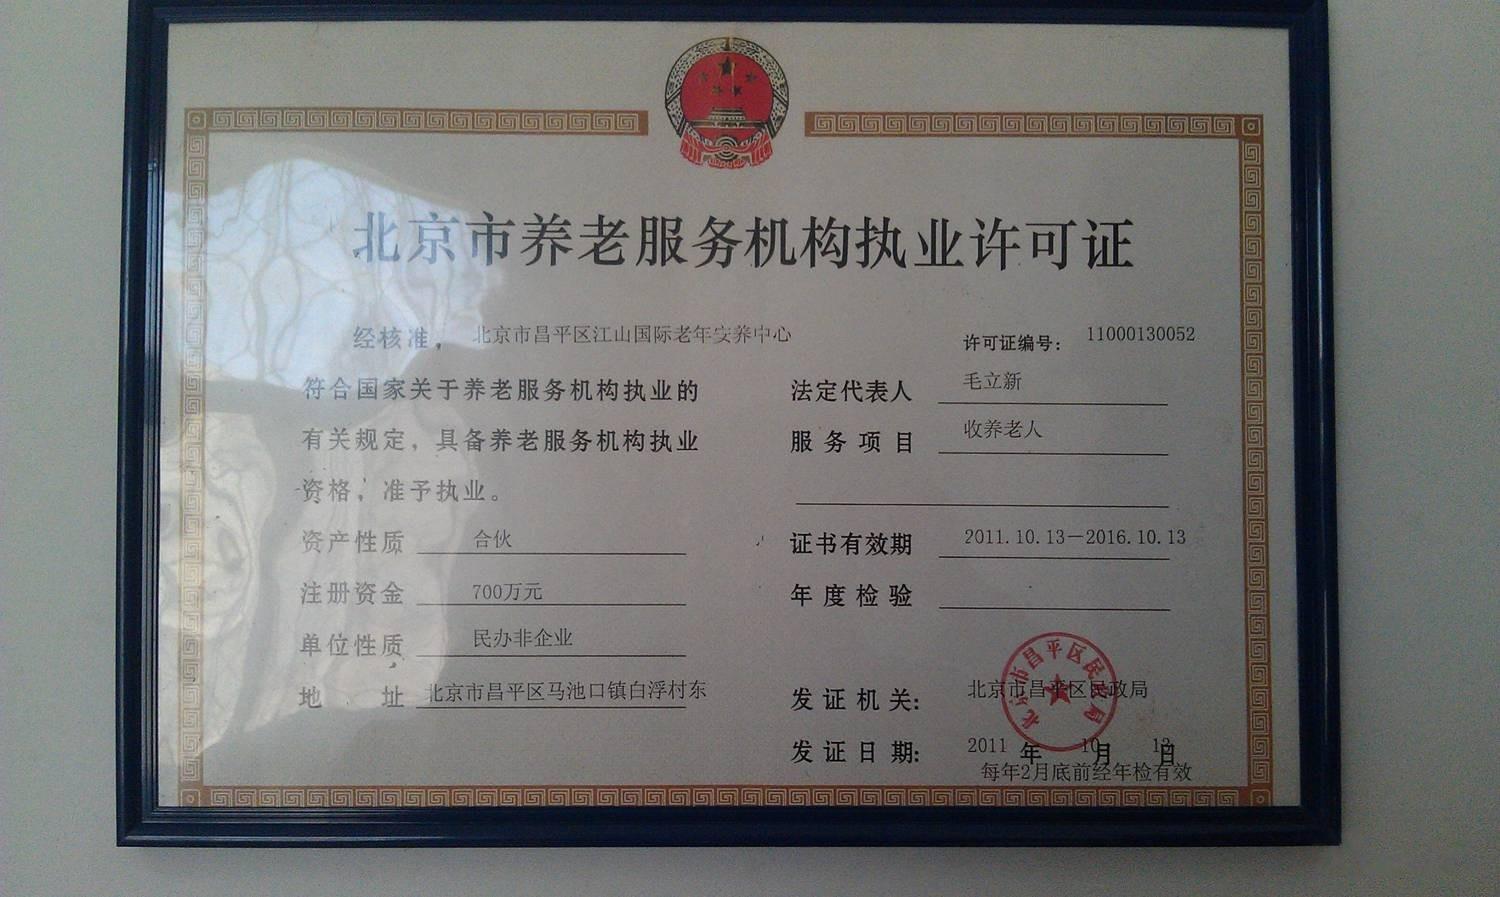 北京市养老服务机构执业许可证
经核准， 北京市昌平区江山国际老年安养中心
符合国家关于养老服务机构执业的
有关规定，具备养老服务机构执业
资格，准予执业。
资产性质 合伙
注册资金 700万元
单位性质 民办非企业
地 址 北京市昌平区马池口镇白浮村东
许可证编号： 11000130052
法定代表人 毛立新
服务项目 收养老人
证书有效期 2011.10.13－2016.10.13
年度检验
发证机关: 北京市昌平区民政局
发证日期: 2011 年 10 月 13 日
每年2月底前经年检有效
北京市昌平区民政局